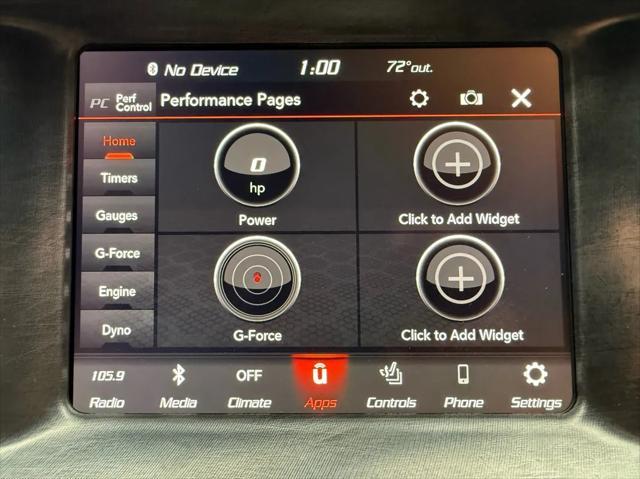 No Device 1:00 72°out.
PC Perf Control Performance Pages
Home
Timers
Gauges
G-Force
Engine
Dyno
0
hp
Power
Click to Add Widget
G-Force
Click to Add Widget
105.9 OFF ū
Radio Media Climate Apps Controls Phone Settings